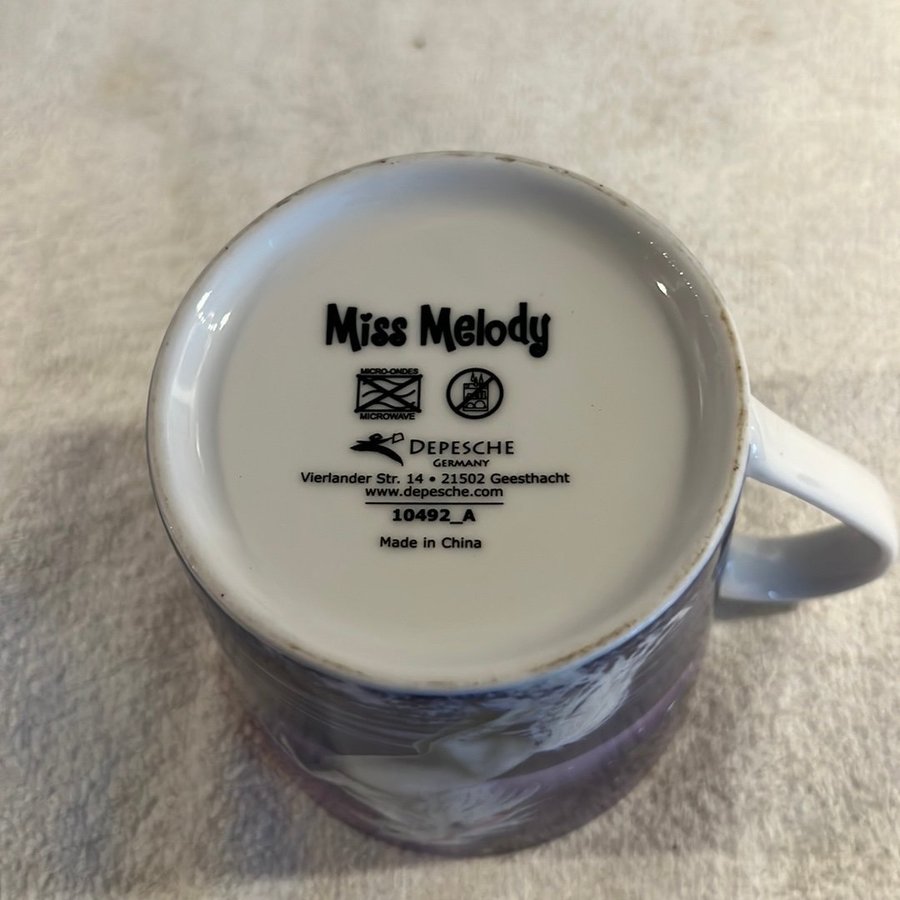 Miss Melody
MICRO-ONDES
MICROWAVE
DEPESCHE
GERMANY
Vierlander Str. 14 • 21502 Geesthacht
www.depesche.com
10492_A
Made in China